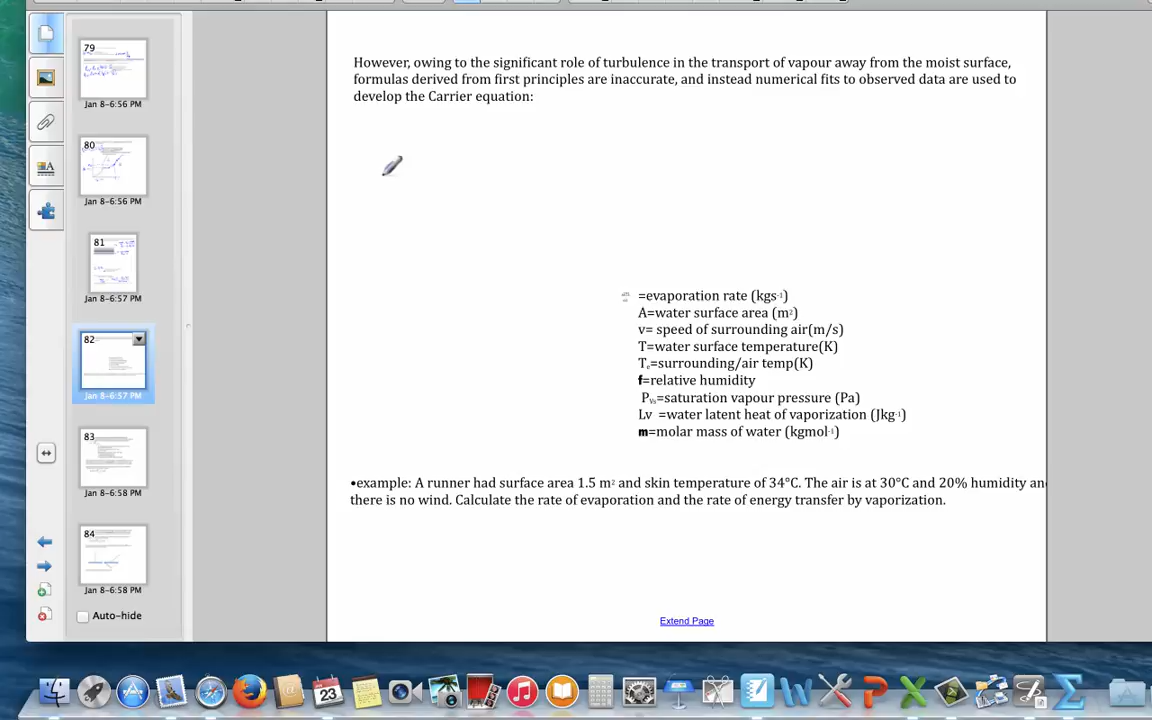 79
Jan 8-6:56 PM
80
Jan 8-6:56 PM
81
Jan 8-6:57 PM
82
Jan 8-6:57 PM
83
Jan 8-6:58 PM
84
Jan 8-6:58 PM
Auto-hide
However, owing to the significant role of turbulence in the transport of vapour away from the moist surface,
formulas derived from first principles are inaccurate, and instead numerical fits to observed data are used to
develop the Carrier equation:
=evaporation rate (kgs-1)
A=water surface area (m2)
v= speed of surrounding air(m/s)
T=water surface temperature(K)
Te=surrounding/air temp(K)
f=relative humidity
PVs=saturation vapour pressure (Pa)
Lv =water latent heat of vaporization (Jkg-1)
m=molar mass of water (kgmol-1)
•example: A runner had surface area 1.5 m2 and skin temperature of 34°C. The air is at 30°C and 20% humidity an
there is no wind. Calculate the rate of evaporation and the rate of energy transfer by vaporization.
Extend Page
23